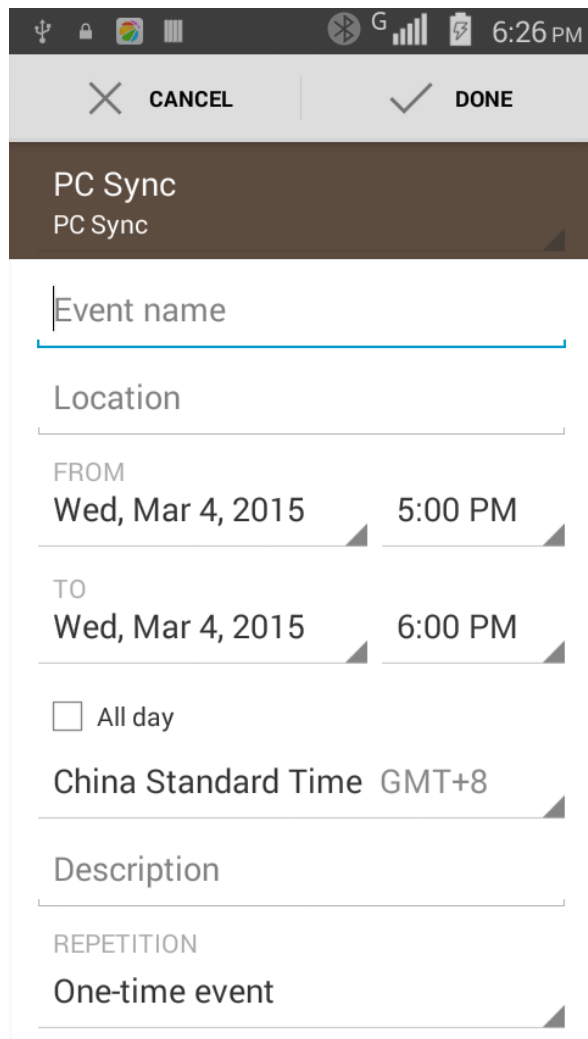 G 6:26 PM
CANCEL DONE
PC Sync
PC Sync
Event name
Location
FROM
Wed, Mar 4, 2015 5:00 PM
TO
Wed, Mar 4, 2015 6:00 PM
All day
China Standard Time GMT+8
Description
REPETITION
One-time event